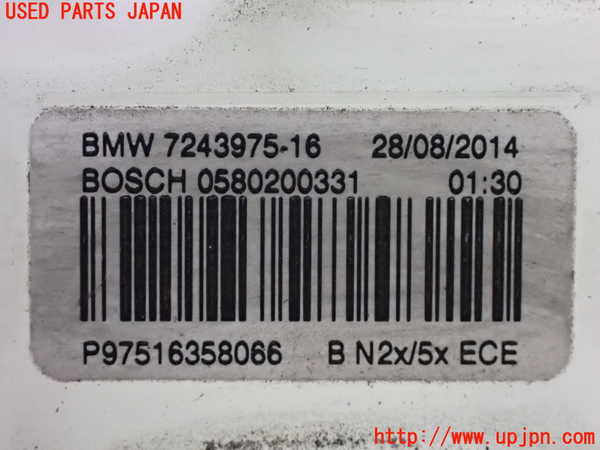 USED PARTS JAPAN
BMW 7243975-16 28/08/2014
BOSCH 0580200331 01:30
P97516358066 B N2x/5x ECE
http://www.upjpn.com/